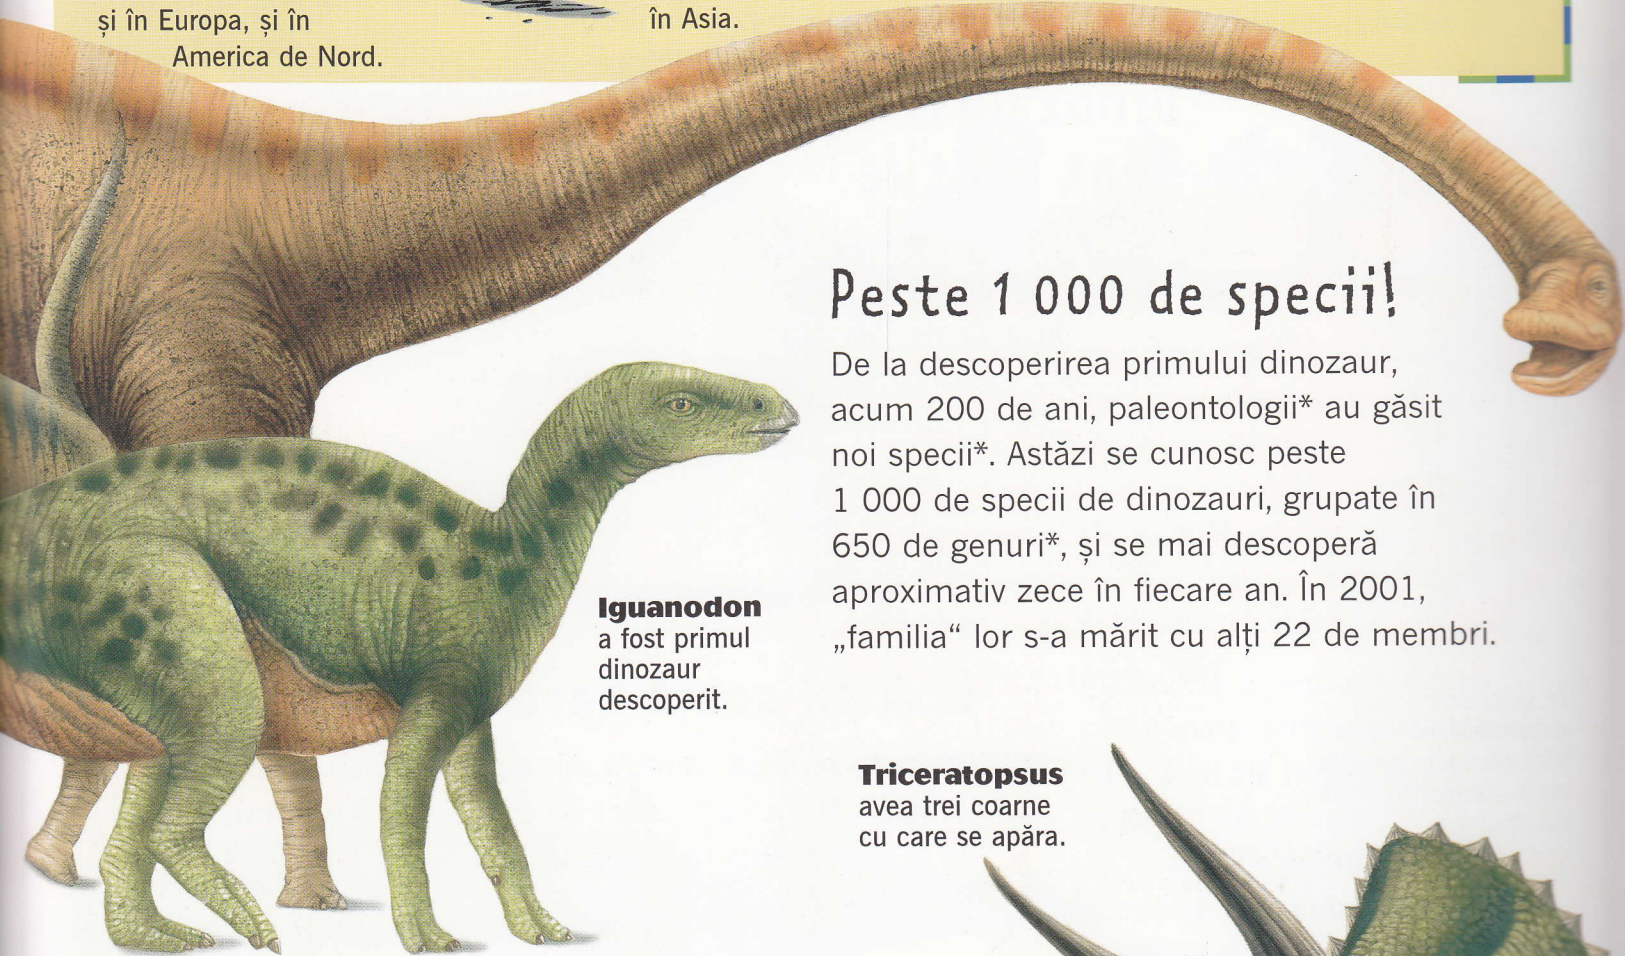 și în Europa, și în
America de Nord.
în Asia.
Peste 1 000 de specii!
De la descoperirea primului dinozaur,
acum 200 de ani, paleontologii* au găsit
noi specii*. Astăzi se cunosc peste
1 000 de specii de dinozauri, grupate în
650 de genuri*, și se mai descoperă
aproximativ zece în fiecare an. În 2001,
„familia“ lor s-a mărit cu alți 22 de membri.
Iguanodon
a fost primul
dinozaur
descoperit.
Triceratopsus
avea trei coarne
cu care se apăra.